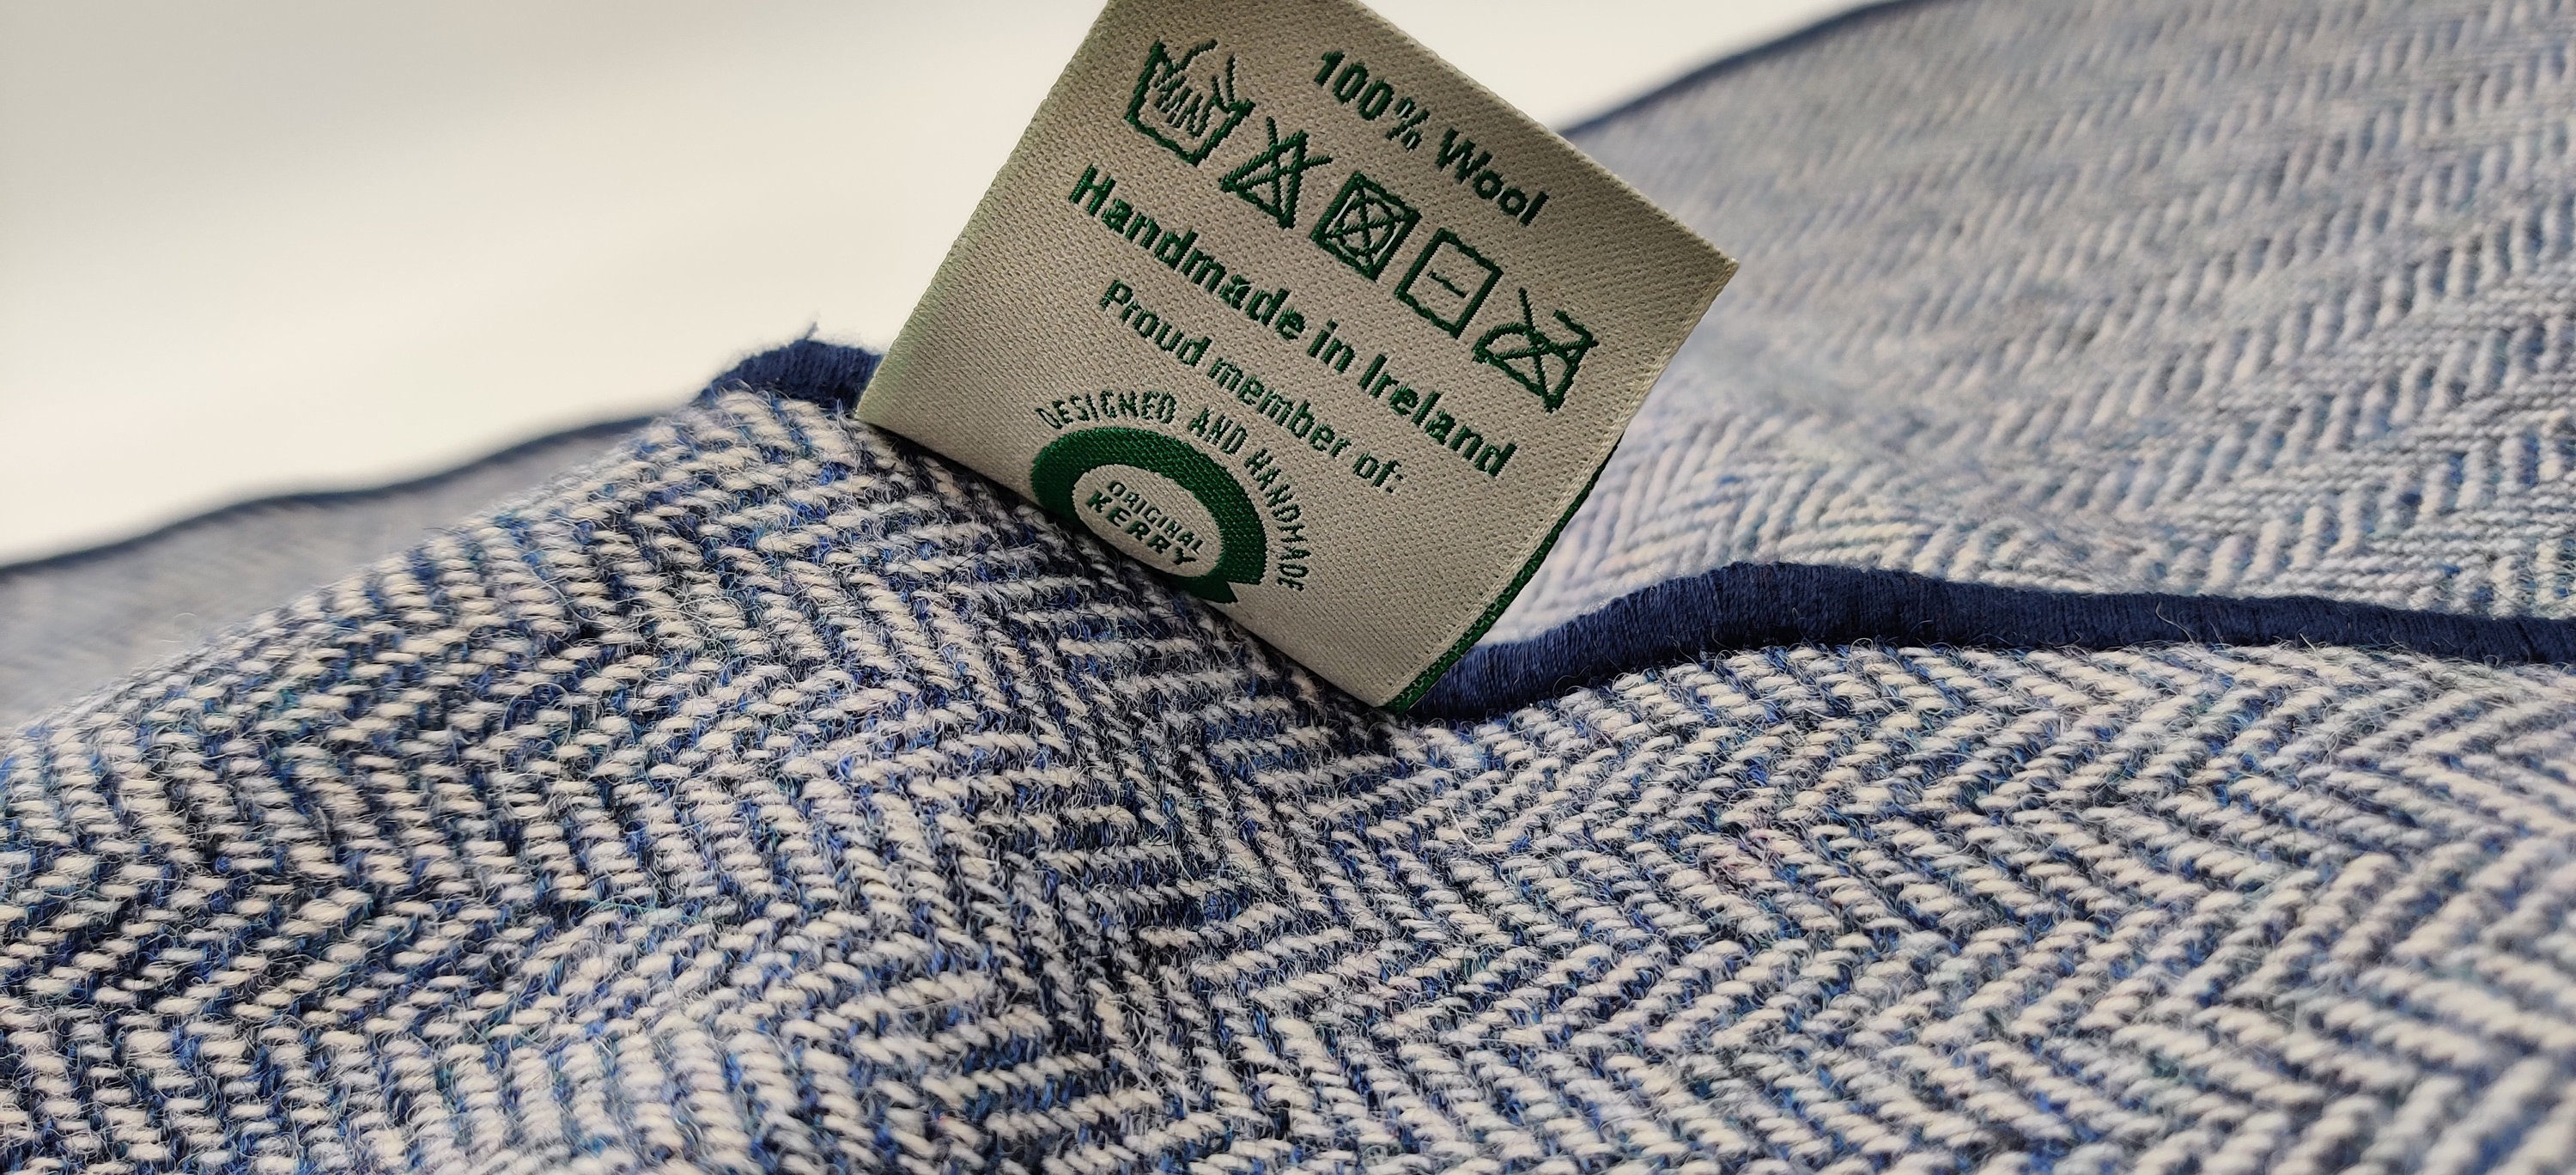 100% Wool
Handmade in Ireland
Proud member of:
DESIGNED AND HANDMADE
ORIGINAL
KERRY